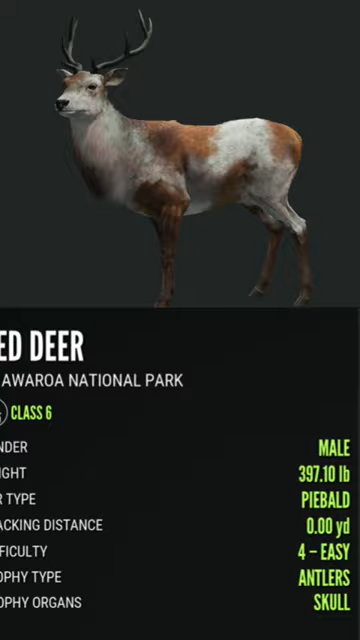 ED DEER
AWAROA NATIONAL PARK
CLASS 6
NDER MALE
IGHT 397.10 lb
R TYPE PIEBALD
ACKING DISTANCE 0.00 yd
FICULTY 4 – EASY
OPHY TYPE ANTLERS
OPHY ORGANS SKULL